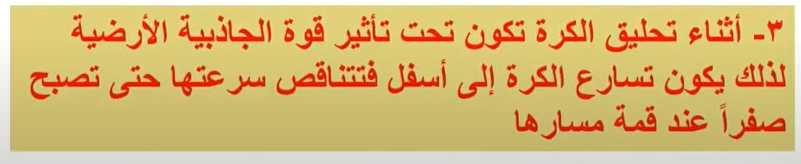 ٣- أثناء تحليق الكرة تكون تحت تأثير قوة الجاذبية الأرضية
لذلك يكون تسارع الكرة إلى أسفل فتتناقص سرعتها حتى تصبح
صفراً عند قمة مسارها